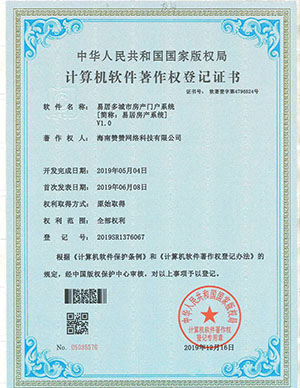 中华人民共和国国家版权局
计算机软件著作权登记证书
证书号： 软著登字第4796824号
软件名称： 易居多城市房产门户系统
[简称：易居房产系统]
V1.0
著作权人： 海南赞赞网络科技有限公司
开发完成日期： 2019年05月04日
首次发表日期： 2019年06月08日
权利取得方式： 原始取得
权利范围： 全部权利
登记号： 2019SR1376067
根据《计算机软件保护条例》和《计算机软件著作权登记办法》的
规定，经中国版权保护中心审核，对以上事项予以登记。
中华人民共和国国家版权局
计算机软件著作权
登记专用章
2019年12月16日